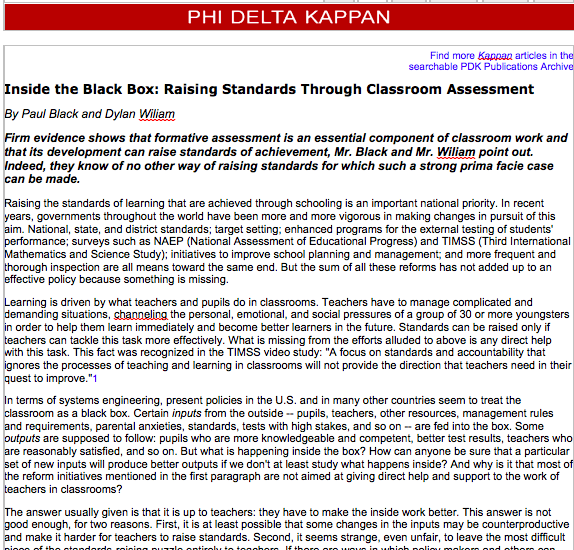 PHI DELTA KAPPAN
Find more Kappan articles in the
searchable PDK Publications Archive
Inside the Black Box: Raising Standards Through Classroom Assessment
By Paul Black and Dylan Wiliam
Firm evidence shows that formative assessment is an essential component of classroom work and
that its development can raise standards of achievement, Mr. Black and Mr. Wiliam point out.
Indeed, they know of no other way of raising standards for which such a strong prima facie case
can be made.
Raising the standards of learning that are achieved through schooling is an important national priority. In recent
years, governments throughout the world have been more and more vigorous in making changes in pursuit of this
aim. National, state, and district standards; target setting; enhanced programs for the external testing of students'
performance; surveys such as NAEP (National Assessment of Educational Progress) and TIMSS (Third International
Mathematics and Science Study); initiatives to improve school planning and management; and more frequent and
thorough inspection are all means toward the same end. But the sum of all these reforms has not added up to an
effective policy because something is missing.
Learning is driven by what teachers and pupils do in classrooms. Teachers have to manage complicated and
demanding situations, channeling the personal, emotional, and social pressures of a group of 30 or more youngsters
in order to help them learn immediately and become better learners in the future. Standards can be raised only if
teachers can tackle this task more effectively. What is missing from the efforts alluded to above is any direct help
with this task. This fact was recognized in the TIMSS video study: "A focus on standards and accountability that
ignores the processes of teaching and learning in classrooms will not provide the direction that teachers need in their
quest to improve."1
In terms of systems engineering, present policies in the U.S. and in many other countries seem to treat the
classroom as a black box. Certain inputs from the outside -- pupils, teachers, other resources, management rules
and requirements, parental anxieties, standards, tests with high stakes, and so on -- are fed into the box. Some
outputs are supposed to follow: pupils who are more knowledgeable and competent, better test results, teachers who
are reasonably satisfied, and so on. But what is happening inside the box? How can anyone be sure that a particular
set of new inputs will produce better outputs if we don't at least study what happens inside? And why is it that most of
the reform initiatives mentioned in the first paragraph are not aimed at giving direct help and support to the work of
teachers in classrooms?
The answer usually given is that it is up to teachers: they have to make the inside work better. This answer is not
good enough, for two reasons. First, it is at least possible that some changes in the inputs may be counterproductive
and make it harder for teachers to raise standards. Second, it seems strange, even unfair, to leave the most difficult
piece of the standards-raising puzzle entirely to teachers. If there are ways in which policy makers and others can